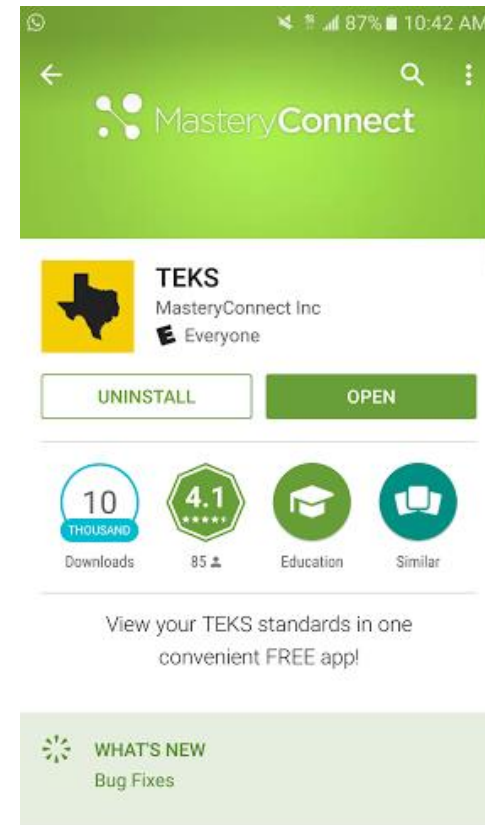 87% 10:42 AM
MasteryConnect
TEKS
MasteryConnect Inc
E Everyone
UNINSTALL
OPEN
10
THOUSAND
Downloads
4.1
85
Education
Similar
View your TEKS standards in one
convenient FREE app!
WHAT'S NEW
Bug Fixes